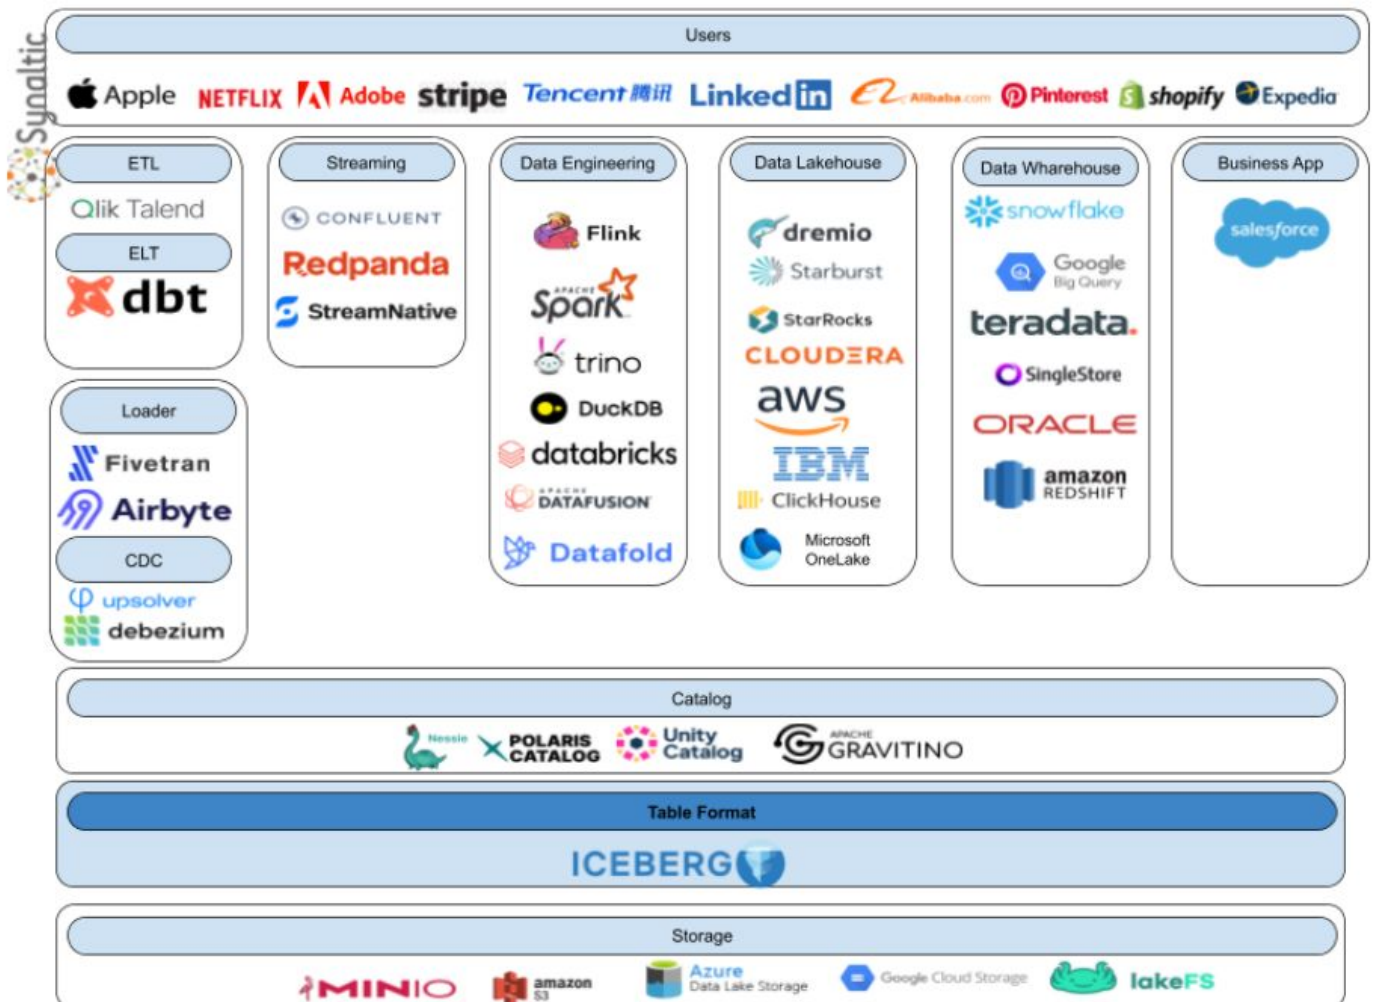 Synaltic
Users
Apple NETFLIX Adobe stripe Tencent 腾讯 Linked in Alibaba.com Pinterest shopify Expedia
ETL
Qlik Talend
ELT
dbt
Streaming
CONFLUENT
Redpanda
StreamNative
Data Engineering
Flink
APACHE
Spark
trino
DuckDB
databricks
APACHE
DATAFUSION
Datafold
Data Lakehouse
dremio
Starburst
StarRocks
CLOUDERA
aws
IBM
ClickHouse
Microsoft
OneLake
Data Wharehouse
snowflake
Google
Big Query
teradata.
SingleStore
ORACLE
amazon
REDSHIFT
Business App
salesforce
Loader
Fivetran
Airbyte
CDC
upsolver
debezium
Catalog
Nessie
POLARIS
CATALOG
Unity
Catalog
APACHE
GRAVITINO
Table Format
ICEBERG
Storage
MINIO
amazon
S3
Azure
Data Lake Storage
Google Cloud Storage
lakeFS